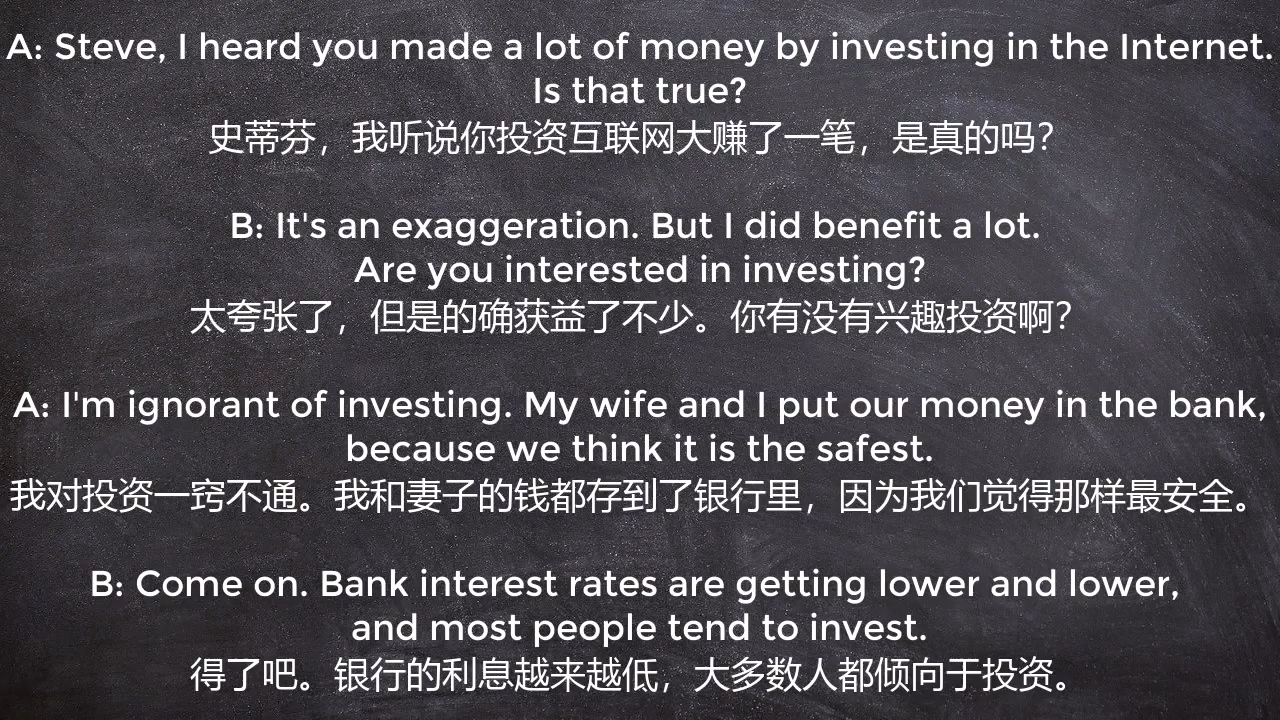 A: Steve, I heard you made a lot of money by investing in the Internet.
Is that true?
史蒂芬，我听说你投资互联网大赚了一笔，是真的吗？
B: It's an exaggeration. But I did benefit a lot.
Are you interested in investing?
太夸张了，但是的确获益了不少。你有没有兴趣投资啊？
A: I'm ignorant of investing. My wife and I put our money in the bank,
because we think it is the safest.
我对投资一窍不通。我和妻子的钱都存到了银行里，因为我们觉得那样最安全。
B: Come on. Bank interest rates are getting lower and lower,
and most people tend to invest.
得了吧。银行的利息越来越低，大多数人都倾向于投资。